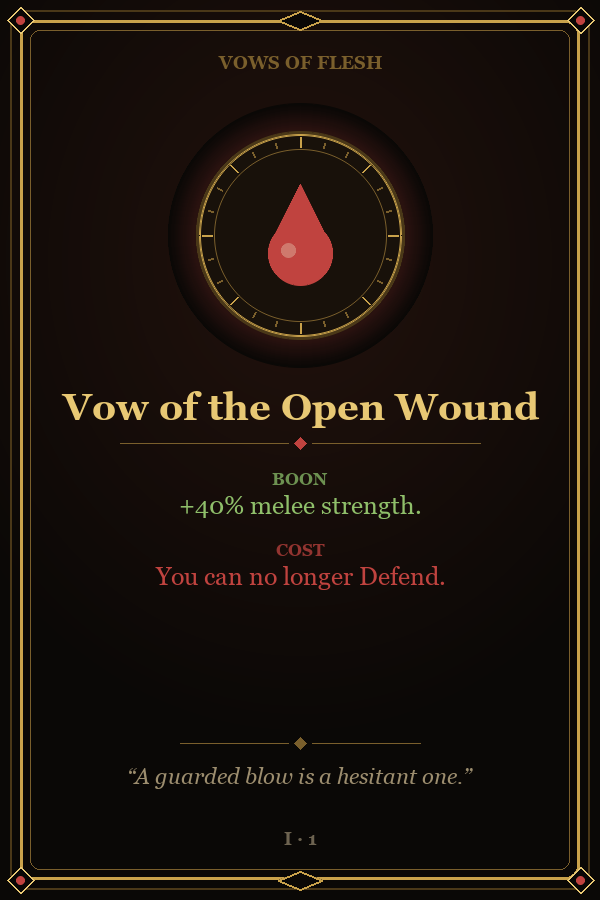 VOWS OF FLESH
Vow of the Open Wound
BOON
+40% melee strength.
COST
You can no longer Defend.
“A guarded blow is a hesitant one.”
I · 1